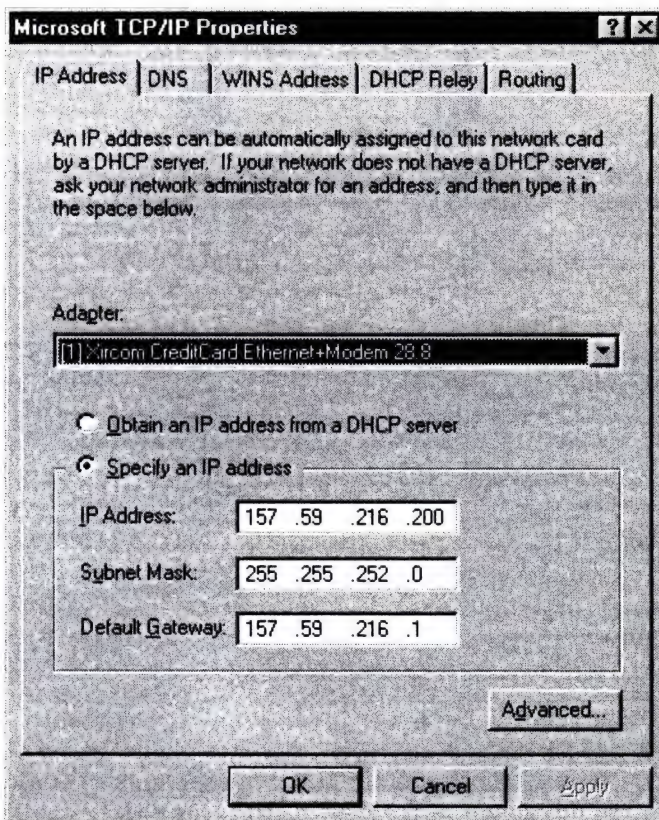 Microsoft TCP/IP Properties
IP Address DNS WINS Address DHCP Relay Routing
An IP address can be automatically assigned to this network card
by a DHCP server. If your network does not have a DHCP server,
ask your network administrator for an address, and then type it in
the space below.
Adapter:
[1] Xircom CreditCard Ethernet+Modem 28.8
Obtain an IP address from a DHCP server
Specify an IP address
IP Address: 157 .59 .216 .200
Subnet Mask: 255 .255 .252 .0
Default Gateway: 157 .59 .216 .1
Advanced...
OK Cancel Apply